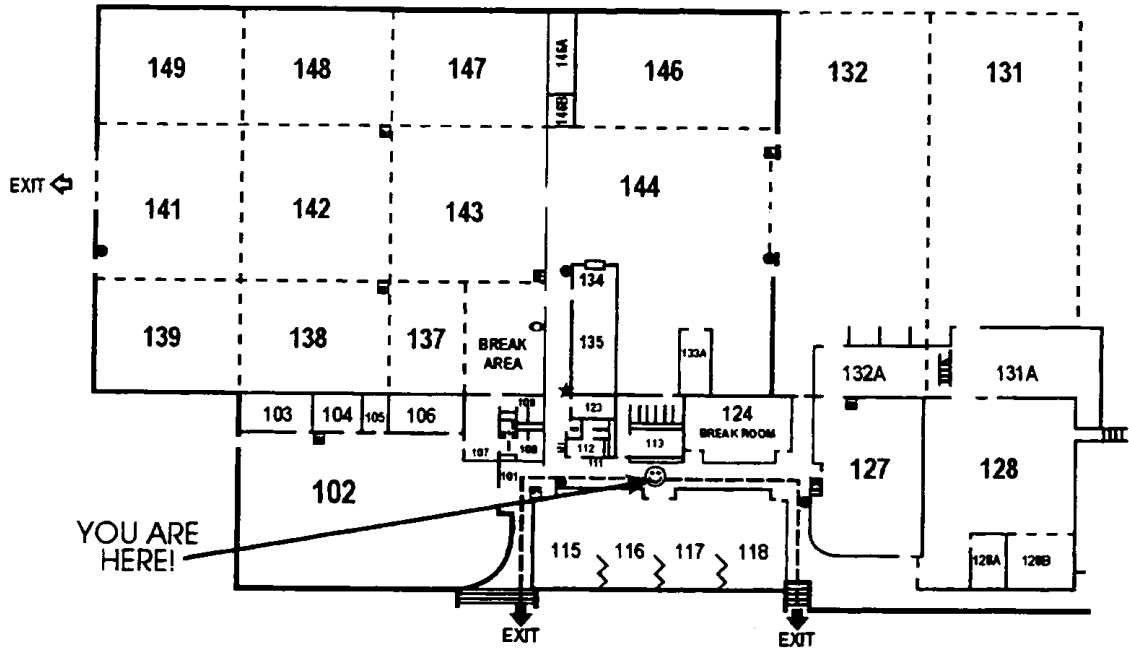 149 148 147 146A 146 132 131
146B
EXIT
141 142 143 144
134
139 138 137 BREAK AREA 135 133A 132A 131A
103 104 105 106 109 123 124
BREAK ROOM
107 108 112 113
111
101
102 127 128
YOU ARE
HERE!
115 116 117 118
128A 128B
EXIT EXIT